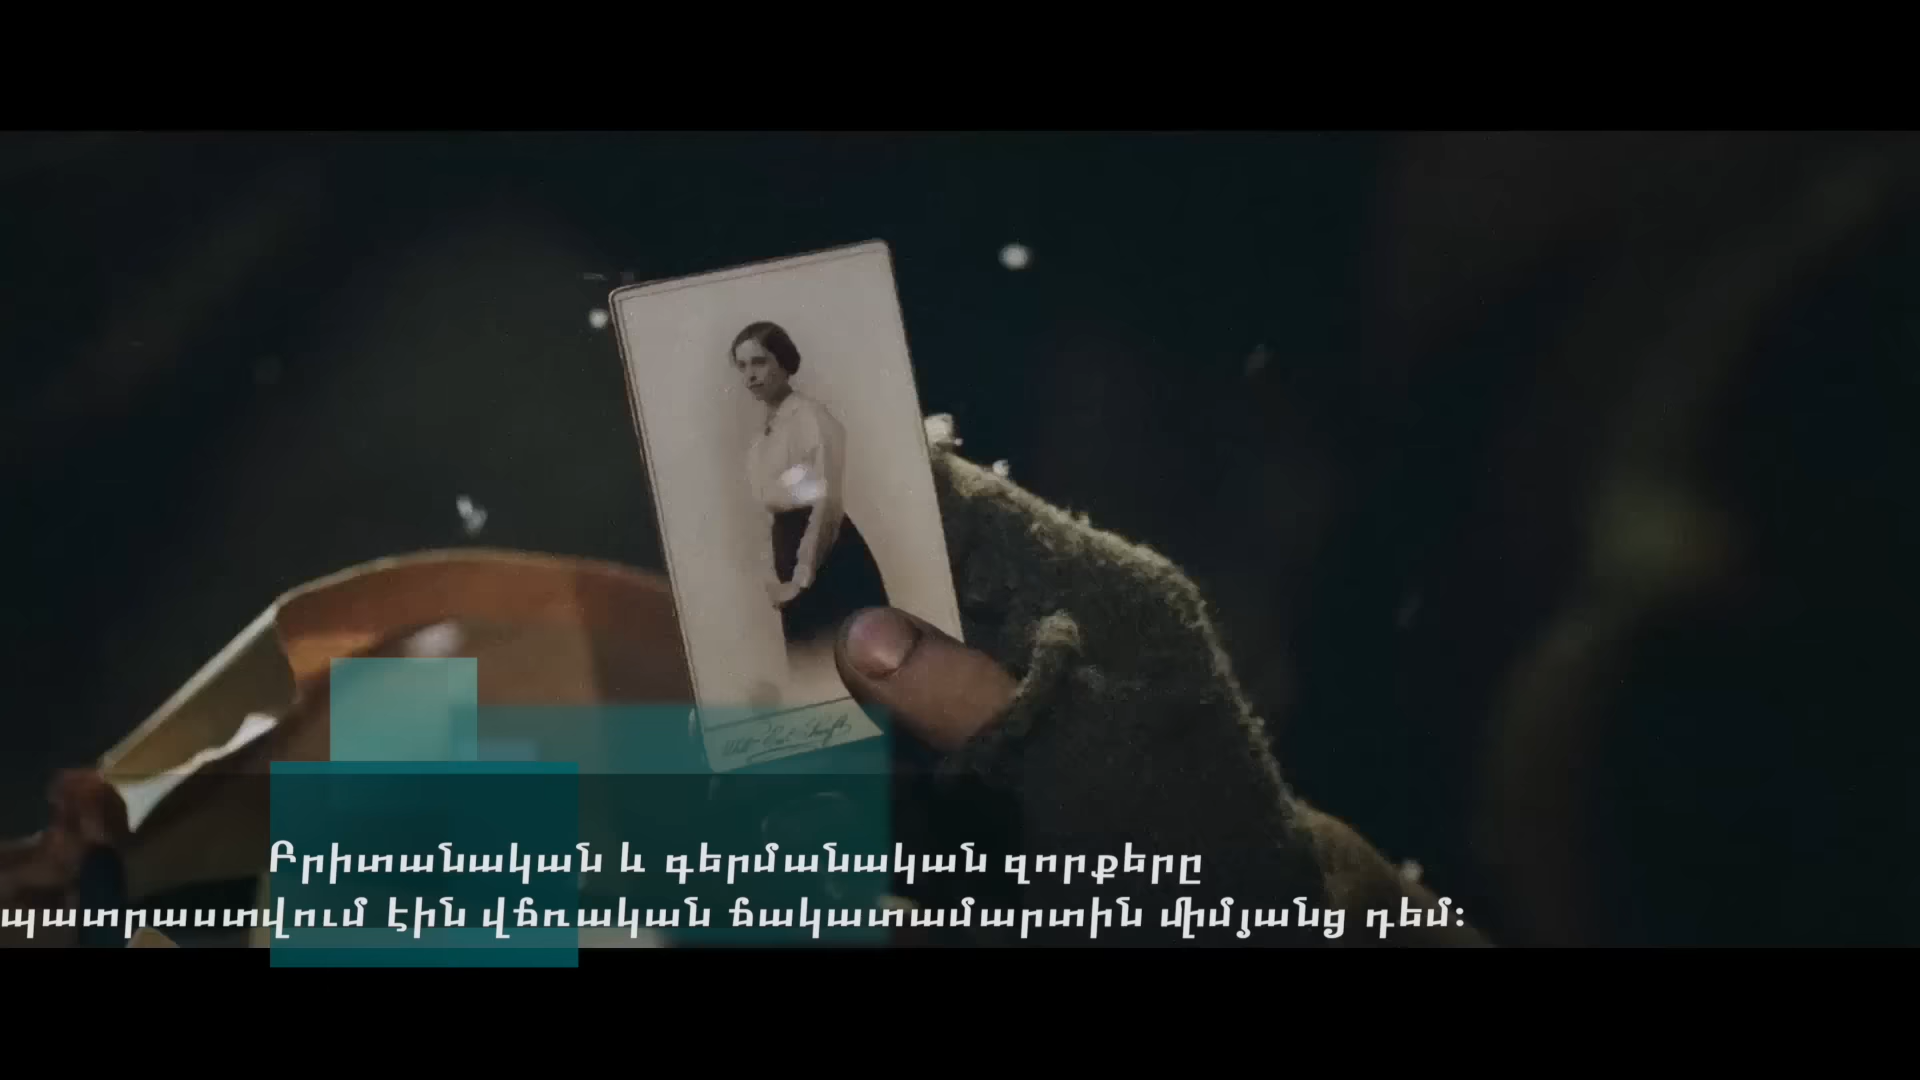 Բրիտանական և գերմանական զորքերը
պատրաստվում էին վճռական ճակատամարտին միմյանց դեմ: